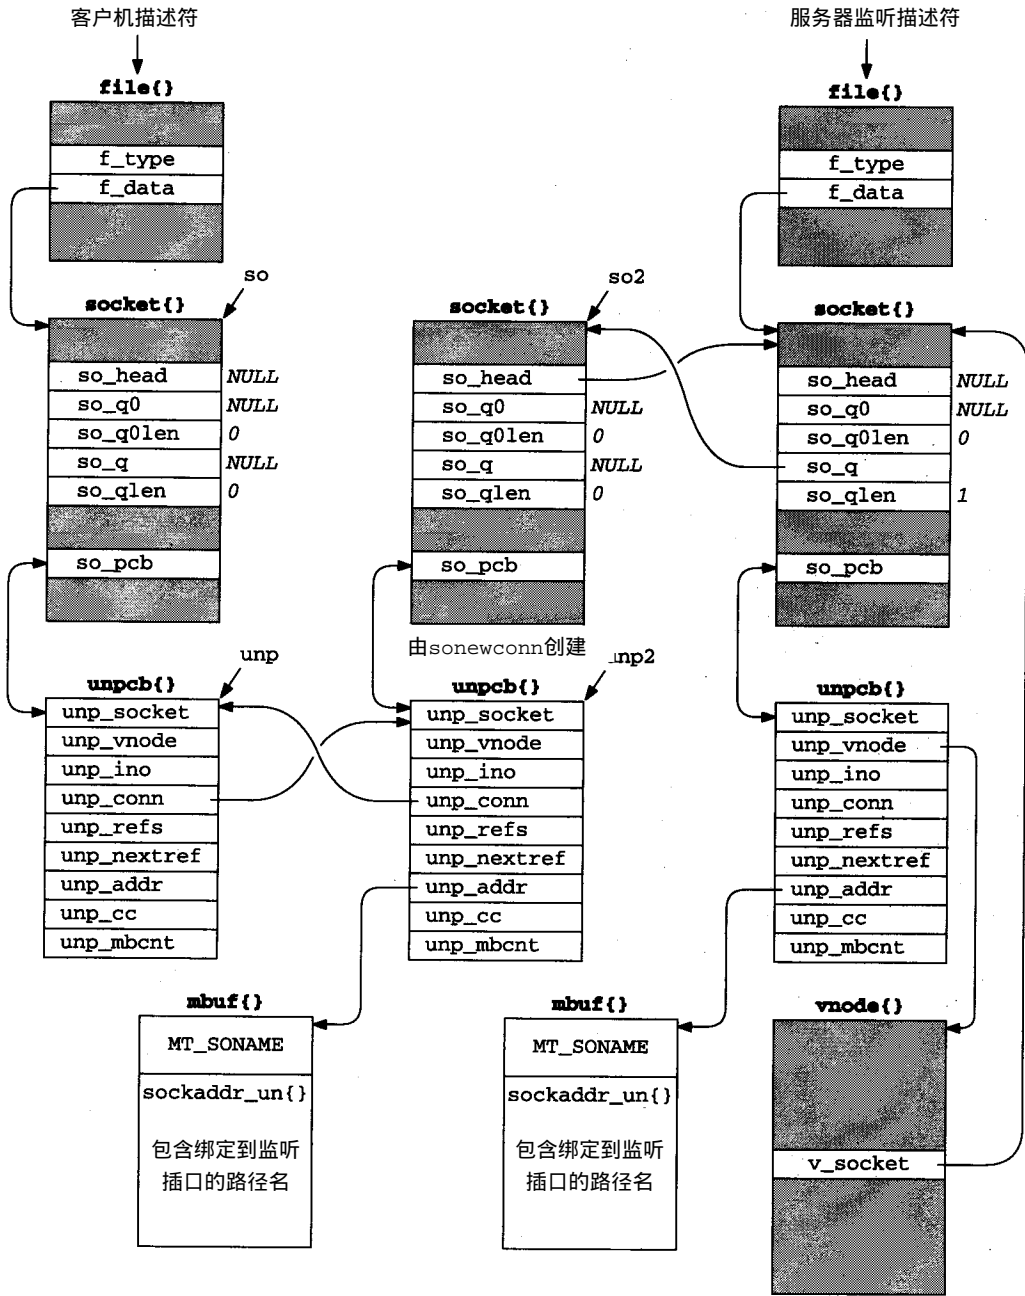 客户机描述符
服务器监听描述符
file{}
f_type
f_data
file{}
f_type
f_data
so
socket{}
so_head NULL
so_q0 NULL
so_q0len 0
so_q NULL
so_qlen 0
so_pcb
so2
socket{}
so_head
so_q0 NULL
so_q0len 0
so_q NULL
so_qlen 0
so_pcb
由sonewconn创建
socket{}
so_head NULL
so_q0 NULL
so_q0len 0
so_q
so_qlen 1
so_pcb
unp
unpcb{}
unp_socket
unp_vnode
unp_ino
unp_conn
unp_refs
unp_nextref
unp_addr
unp_cc
unp_mbcnt
unp2
unpcb{}
unp_socket
unp_vnode
unp_ino
unp_conn
unp_refs
unp_nextref
unp_addr
unp_cc
unp_mbcnt
unpcb{}
unp_socket
unp_vnode
unp_ino
unp_conn
unp_refs
unp_nextref
unp_addr
unp_cc
unp_mbcnt
mbuf{}
MT_SONAME
sockaddr_un{}
包含绑定到监听
插口的路径名
mbuf{}
MT_SONAME
sockaddr_un{}
包含绑定到监听
插口的路径名
vnode{}
v_socket